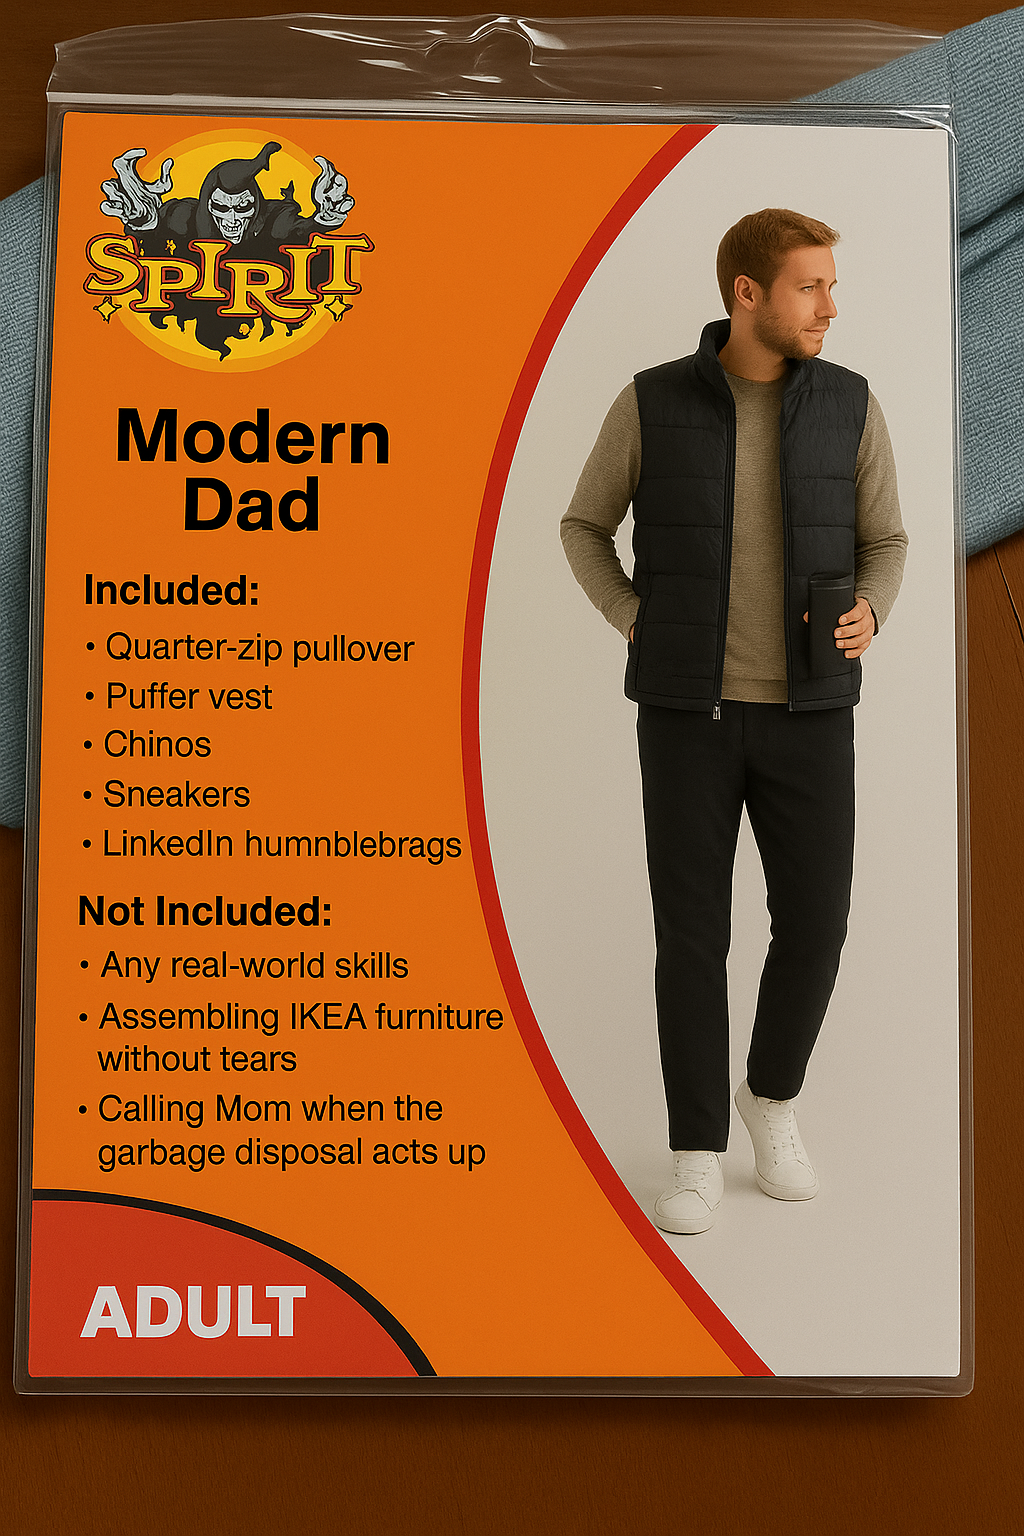 SPIRIT
Modern
Dad
Included:
• Quarter-zip pullover
• Puffer vest
• Chinos
• Sneakers
• LinkedIn humnblebrags
Not Included:
• Any real-world skills
• Assembling IKEA furniture
without tears
• Calling Mom when the
garbage disposal acts up
ADULT